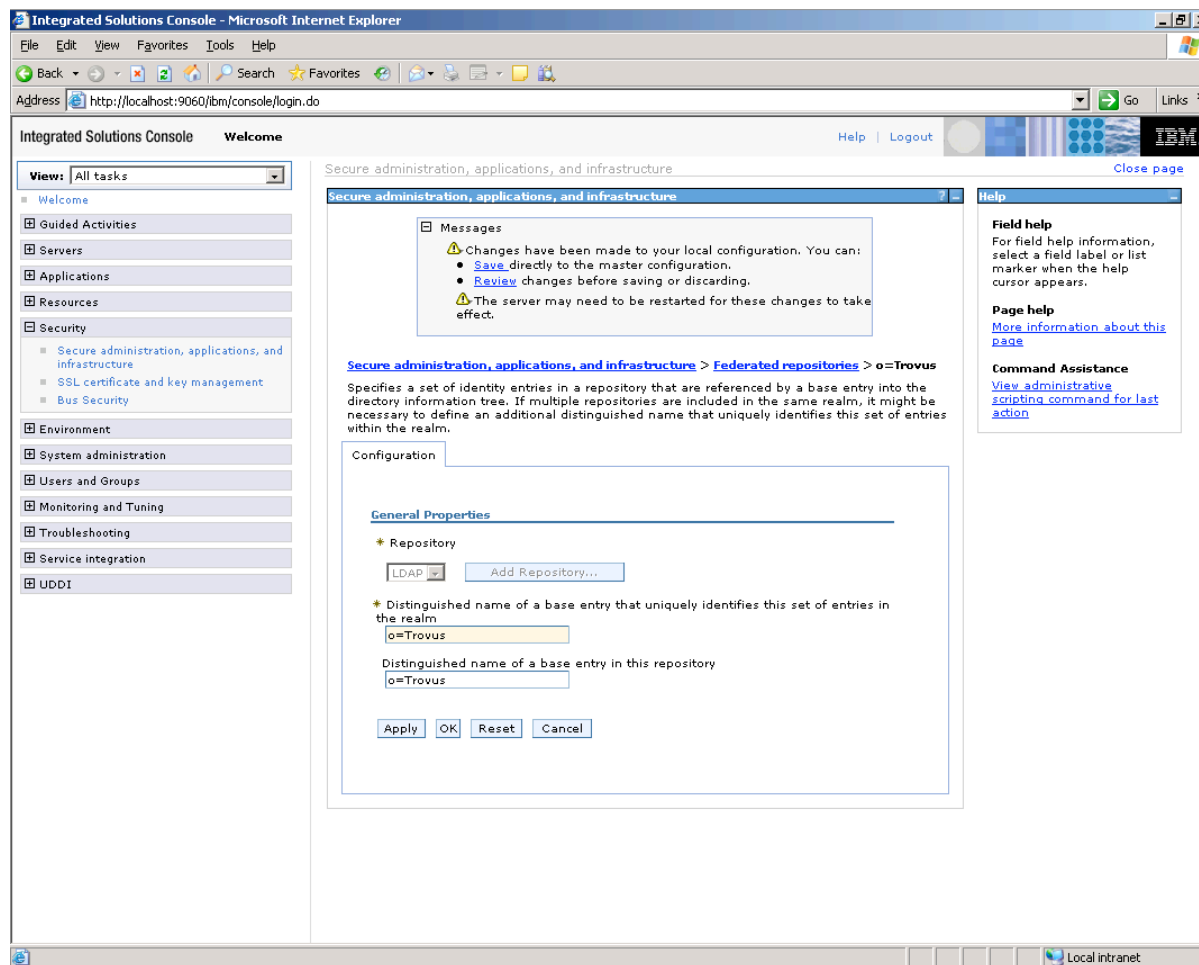 Integrated Solutions Console - Microsoft Internet Explorer
File Edit View Favorites Tools Help
Back Search Favorites
Address http://localhost:9060/ibm/console/login.do Go Links
Integrated Solutions Console Welcome Help | Logout IBM
View: All tasks
Welcome
Guided Activities
Servers
Applications
Resources
Security
Secure administration, applications, and
infrastructure
SSL certificate and key management
Bus Security
Environment
System administration
Users and Groups
Monitoring and Tuning
Troubleshooting
Service integration
UDDI
Secure administration, applications, and infrastructure Close page
Secure administration, applications, and infrastructure ? _
Messages
Changes have been made to your local configuration. You can:
• Save directly to the master configuration.
• Review changes before saving or discarding.
The server may need to be restarted for these changes to take
effect.
Secure administration, applications, and infrastructure > Federated repositories > o=Trovus
Specifies a set of identity entries in a repository that are referenced by a base entry into the
directory information tree. If multiple repositories are included in the same realm, it might be
necessary to define an additional distinguished name that uniquely identifies this set of entries
within the realm.
Configuration
General Properties
* Repository
LDAP Add Repository...
* Distinguished name of a base entry that uniquely identifies this set of entries in
the realm
o=Trovus
Distinguished name of a base entry in this repository
o=Trovus
Apply OK Reset Cancel
Help
Field help
For field help information,
select a field label or list
marker when the help
cursor appears.
Page help
More information about this
page
Command Assistance
View administrative
scripting command for last
action
Local intranet